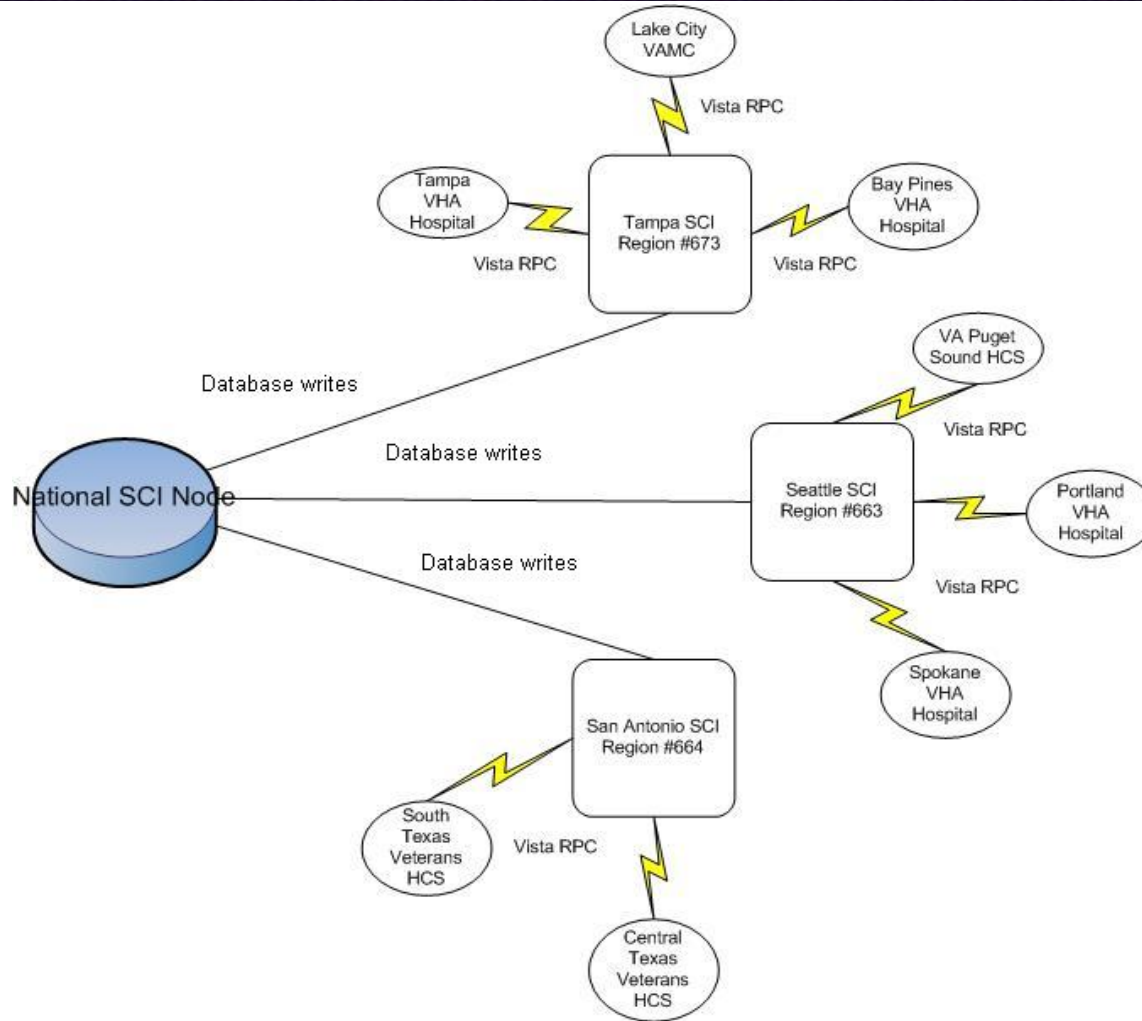 Lake City
VAMC
Vista RPC
Tampa
VHA
Hospital
Bay Pines
VHA
Hospital
Tampa SCI
Region #673
Vista RPC
Vista RPC
VA Puget
Sound HCS
Database writes
Vista RPC
Database writes
National SCI Node
Seattle SCI
Region #663
Portland
VHA
Hospital
Database writes
Vista RPC
Spokane
VHA
Hospital
San Antonio SCI
Region #664
South
Texas
Veterans
HCS
Vista RPC
Central
Texas
Veterans
HCS